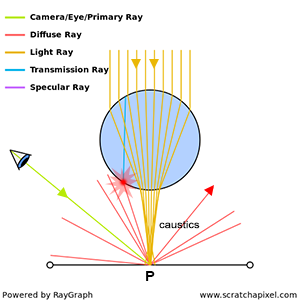 Camera/Eye/Primary Ray
Diffuse Ray
Light Ray
Transmission Ray
Specular Ray
caustics
P
Powered by RayGraph
www.scratchapixel.com